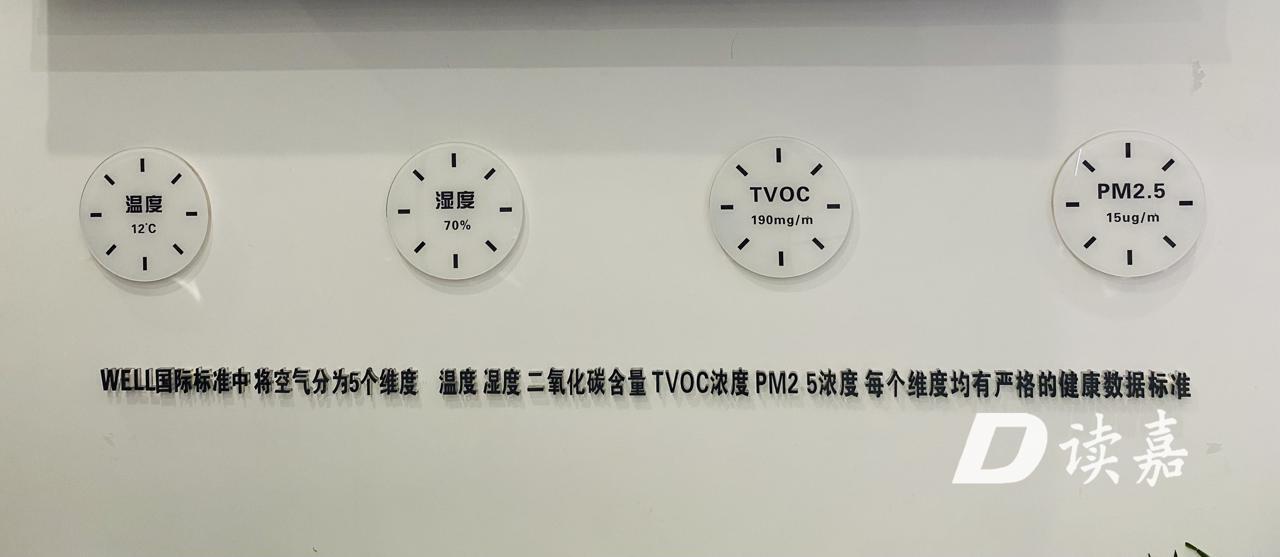 温度
12℃
湿度
70%
TVOC
190mg/m
PM2.5
15ug/m
WELL国际标准中 将空气分为5个维度 温度 湿度 二氧化碳含量 TVOC浓度 PM2 5浓度 每个维度均有严格的健康数据标准
D 读嘉